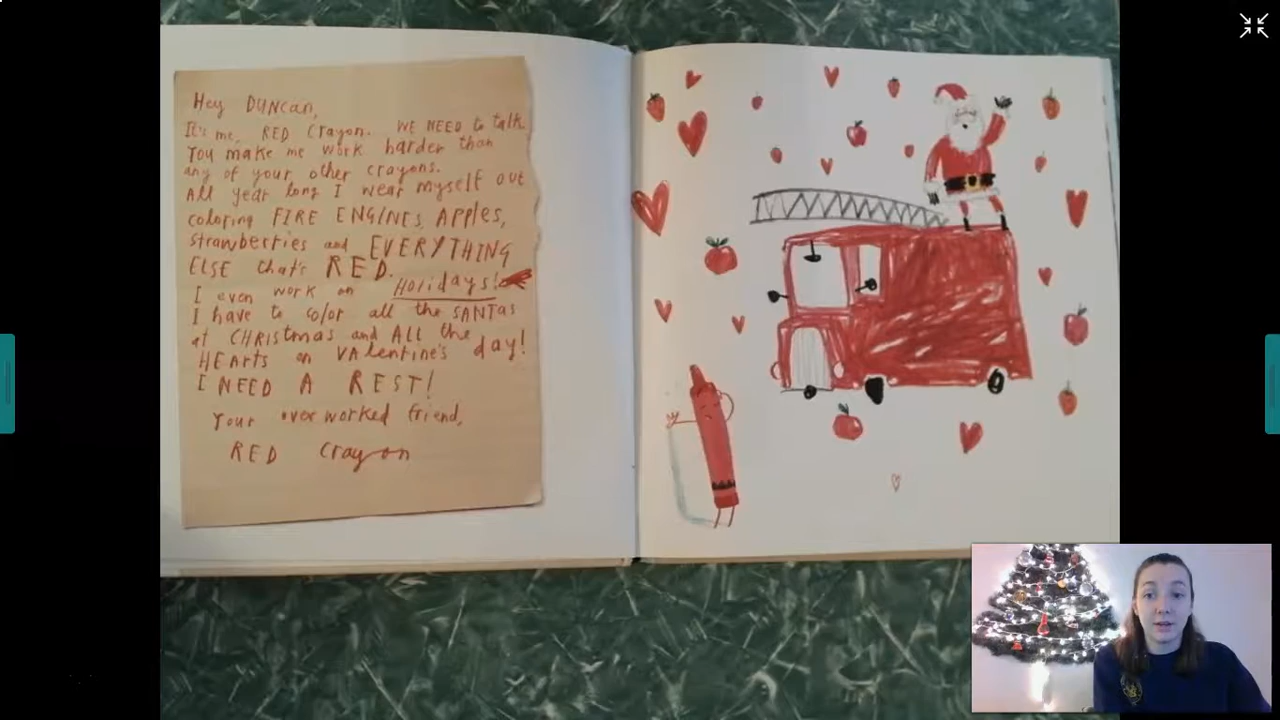 Hey DUNCan,
It's me, RED Crayon. WE NEED to talk.
You make me work harder than
any of your other crayons.
All year long I wear myself out
coloring FIRE ENGINES, Apples,
strawberries and EVERYTHING
ELSE that's RED.
I even work on Holidays!
I have to color all the SANTAs
at CHRistmas and ALL the
HEArts on VAlentine's day!
I NEED A REST!
Your overworked friend,
RED Crayon